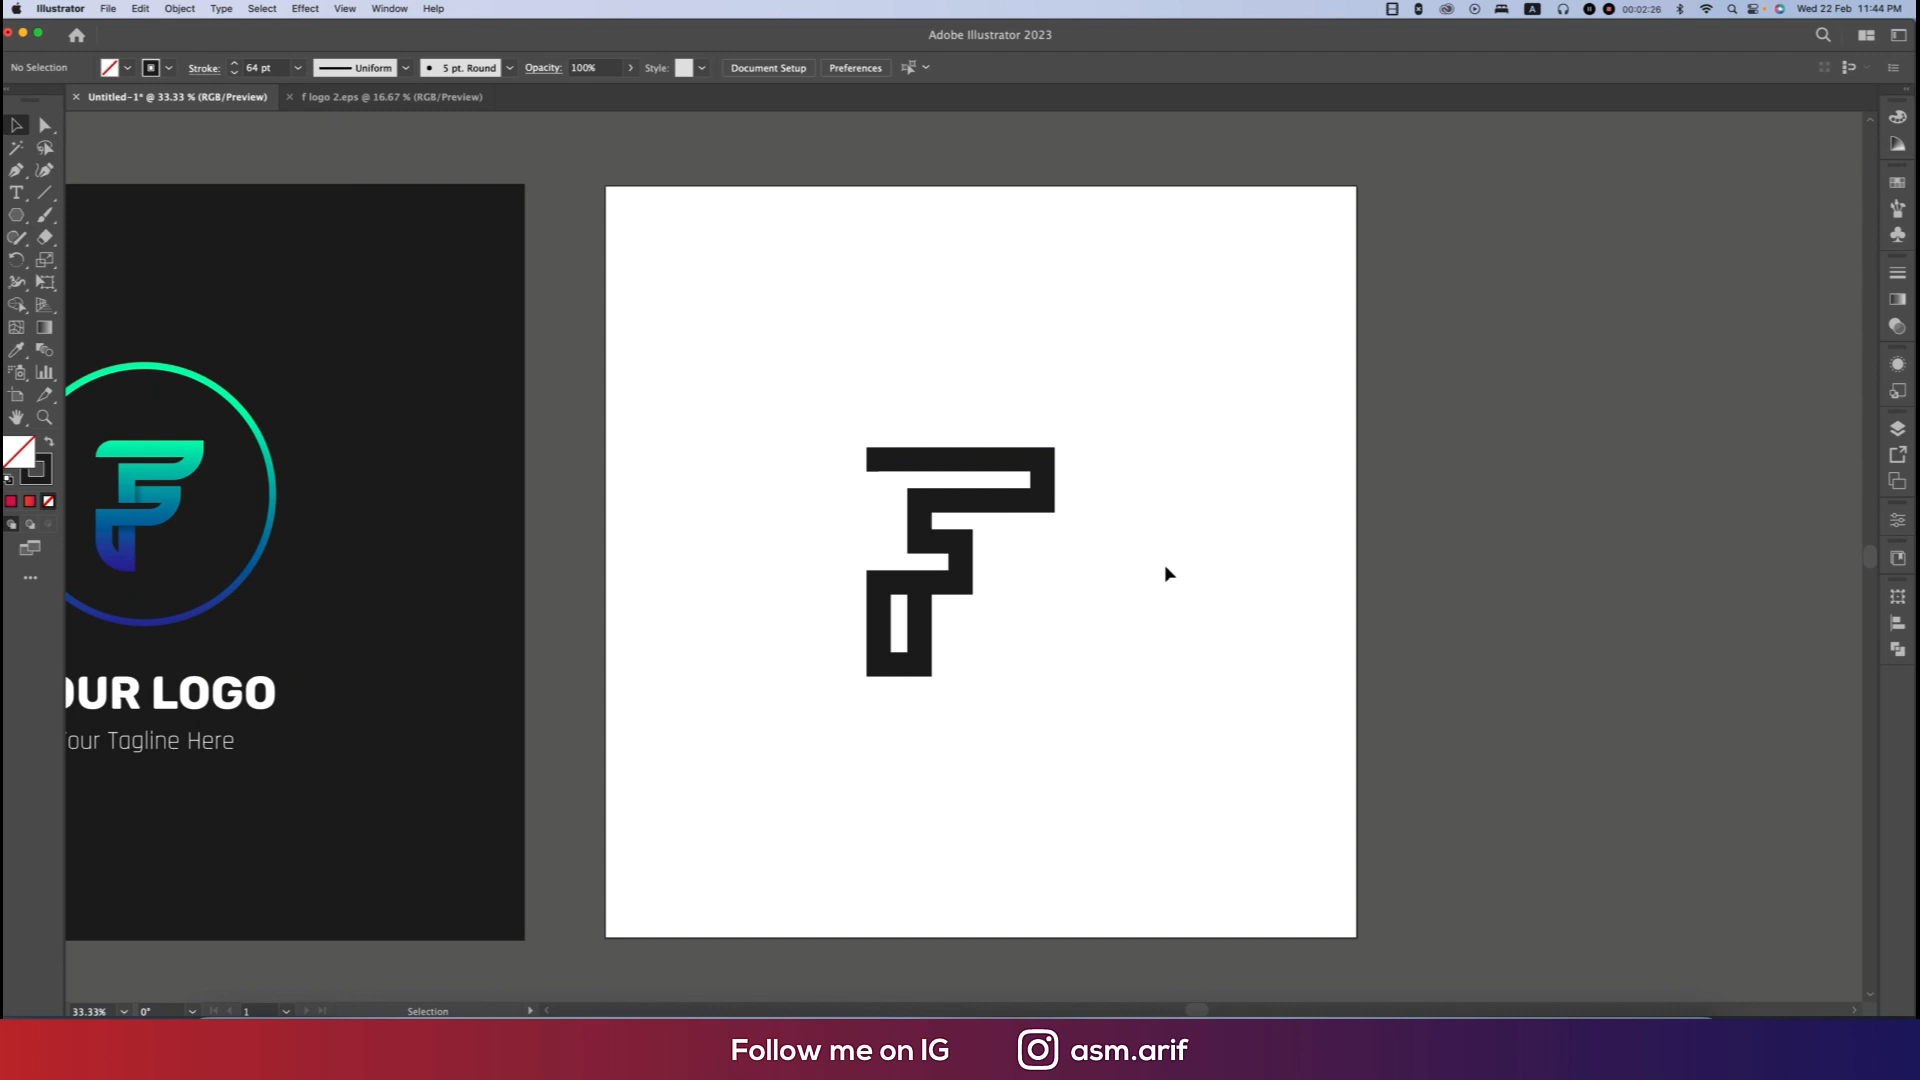 Illustrator File Edit Object Type Select Effect View Window Help A 00:02:26 Wed 22 Feb 11:44 PM
Adobe Illustrator 2023
No Selection Stroke: 64 pt Uniform 5 pt. Round Opacity: 100% Style: Document Setup Preferences
Untitled-1* @ 33.33 % (RGB/Preview) f logo 2.eps @ 16.67 % (RGB/Preview)
OUR LOGO
our Tagline Here
33.33% 0° 1 Selection
Follow me on IG asm.arif